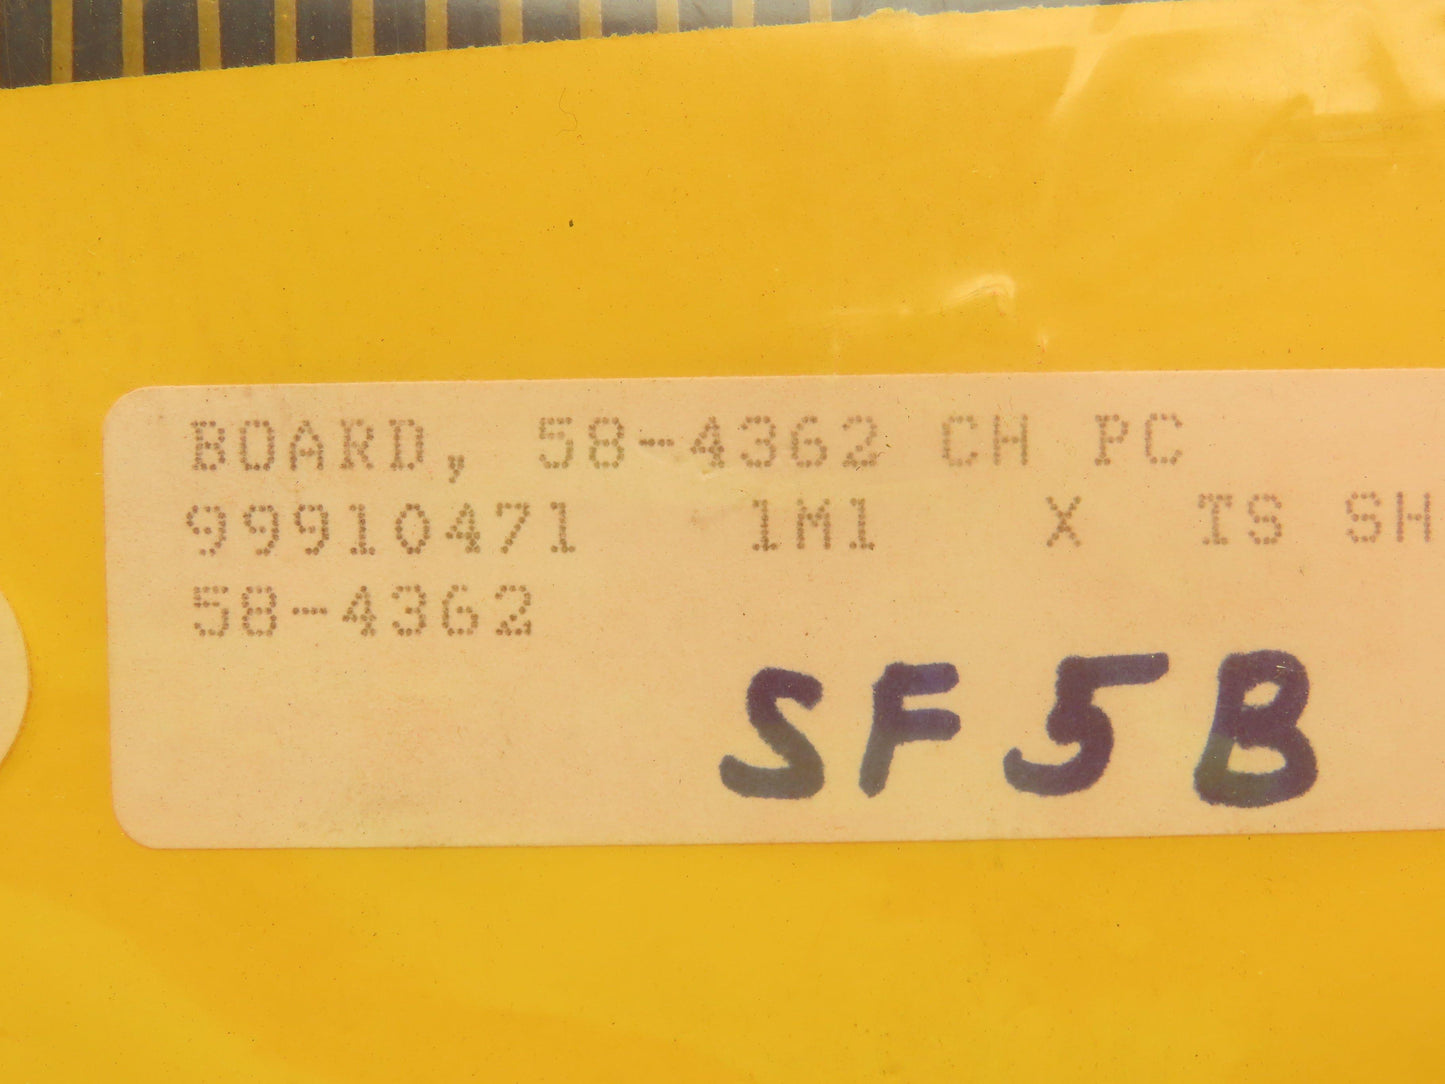 BOARD, 58-4362 CH PC
99910471 1M1 X TS SH
58-4362
SF5B